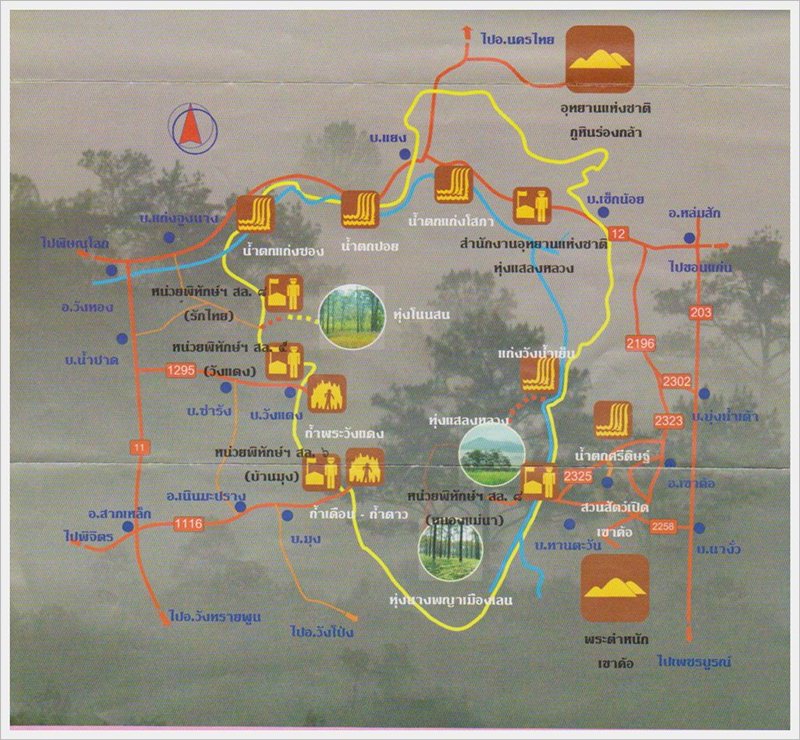 ไปอ.นครไทย
อุทยานแห่งชาติ
ภูหินร่องกล้า
บ.แยง
บ.เข็กน้อย
อ.หล่มสัก
บ.แก่งจูงนาง
น้ำตกแก่งโสภา
ไปพิษณุโลก
น้ำตกแก่งซอง
น้ำตกปอย
สำนักงานอุทยานแห่งชาติ
ทุ่งแสลงหลวง
12
ไปขอนแก่น
อ.วังทอง
หน่วยพิทักษ์ฯ สล. ๘
(รักไทย)
ทุ่งโนนสน
203
บ.น้ำปาด
หน่วยพิทักษ์ฯ สล. ๕
(วังแดง)
แก่งวังน้ำเย็น
2196
1295
2302
บ.ซำรัง
บ.วังแดง
ทุ่งแสลงหลวง
2323
บ.ทุ่งน้ำเต้า
ถ้ำพระวังแดง
11
หน่วยพิทักษ์ฯ สล. ๖
(บ้านมุง)
น้ำตกศรีดิษฐ์
2325
อ.เขาค้อ
อ.เนินมะปราง
หน่วยพิทักษ์ฯ สล. ๘
(หนองแม่นา)
สวนสัตว์เปิด
เขาค้อ
อ.สากเหล็ก
1116
ถ้ำเดือน - ถ้ำดาว
2258
ไปพิจิตร
บ.มุง
บ.ทานตะวัน
บ.นางั่ว
ทุ่งนางพญาเมืองเลน
ไปอ.วังทรายพูน
ไปอ.วังโป่ง
พระตำหนัก
เขาค้อ
ไปเพชรบูรณ์